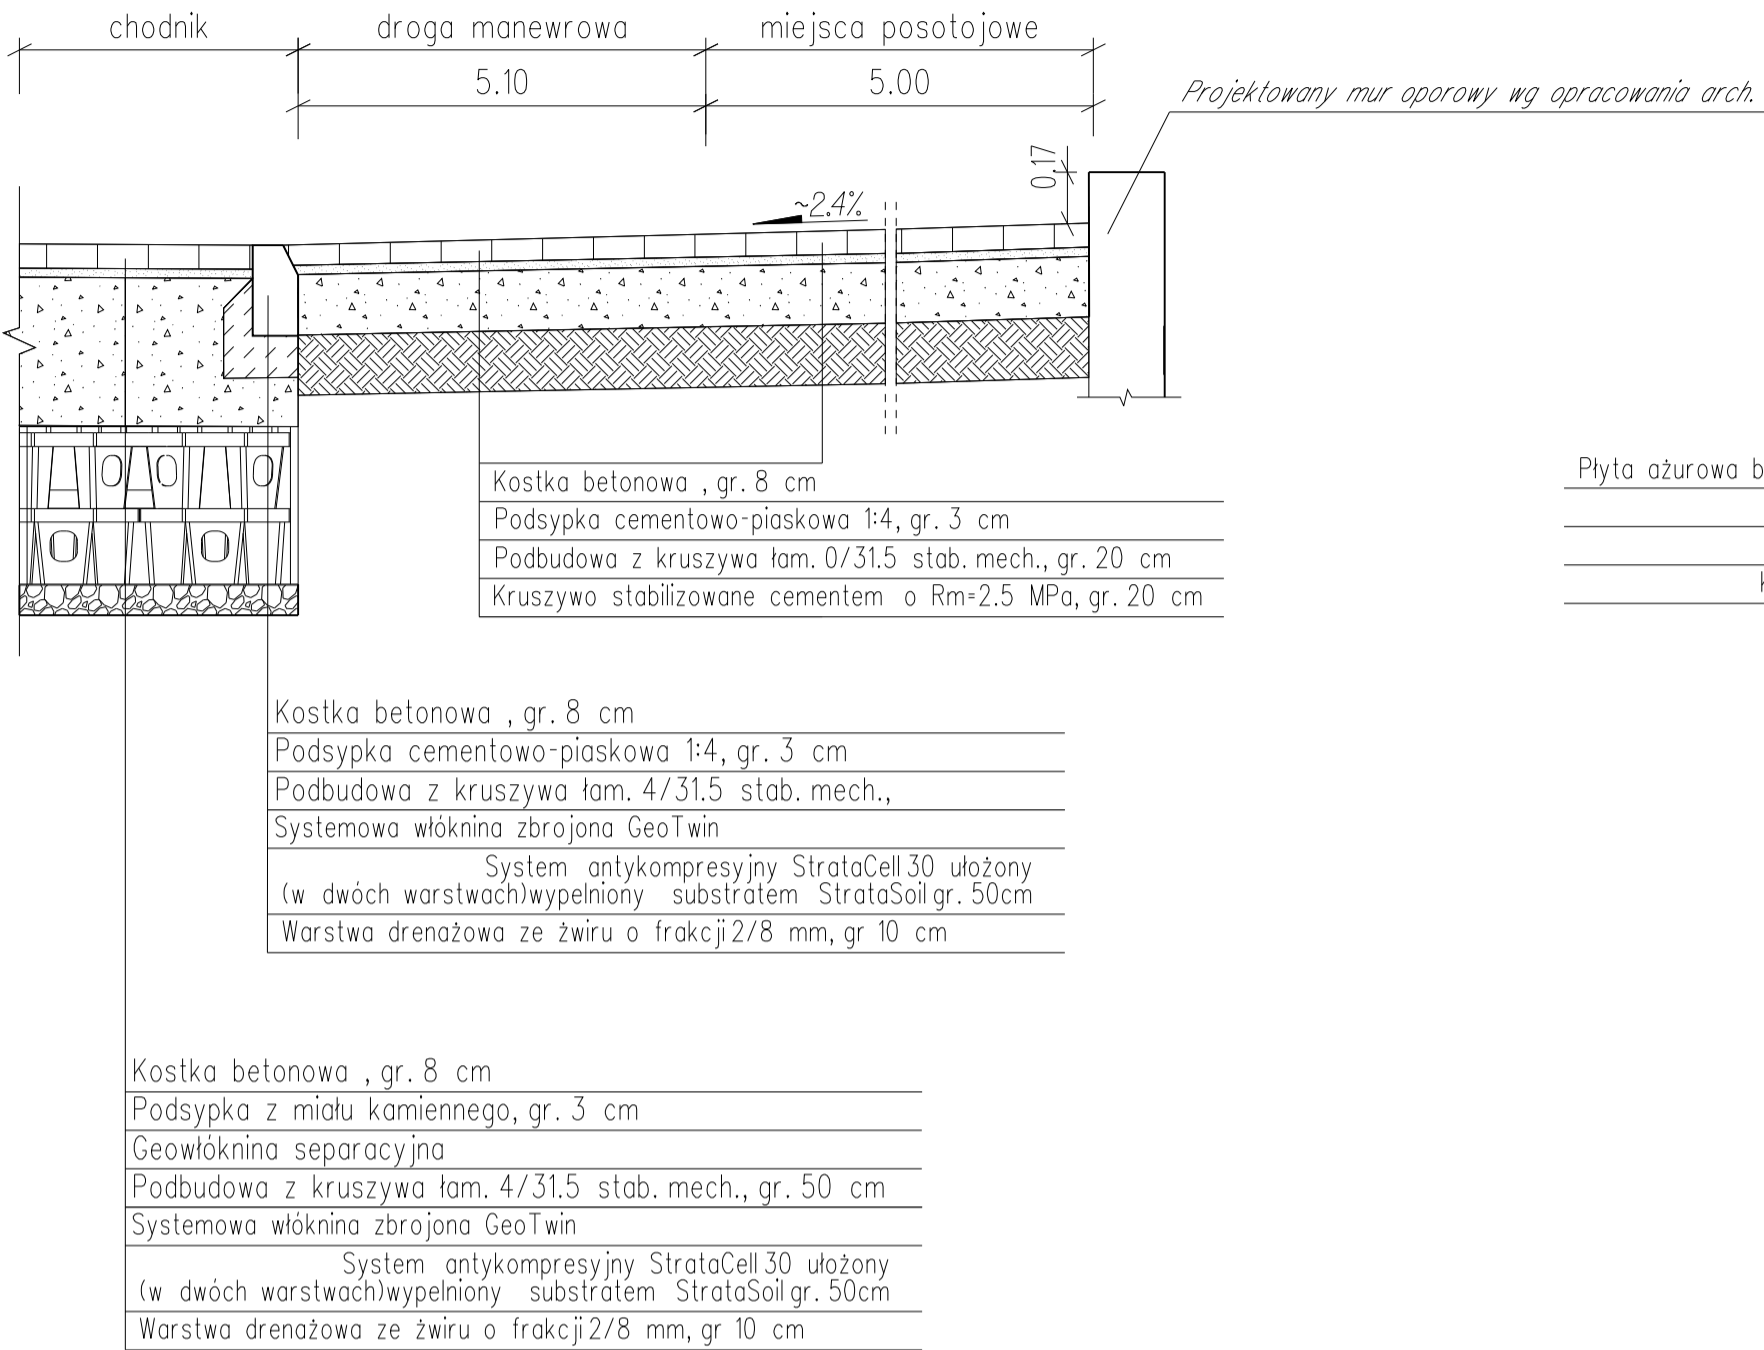 chodnik
droga manewrowa
miejsca posotojowe
5.10
5.00
Projektowany mur oporowy wg opracowania arch.
0,17
~2.4%
Kostka betonowa , gr. 8 cm
Podsypka cementowo-piaskowa 1:4, gr. 3 cm
Podbudowa z kruszywa łam. 0/31.5 stab. mech., gr. 20 cm
Kruszywo stabilizowane cementem o Rm=2.5 MPa, gr. 20 cm
Płyta ażurowa
Kostka betonowa , gr. 8 cm
Podsypka cementowo-piaskowa 1:4, gr. 3 cm
Podbudowa z kruszywa łam. 4/31.5 stab. mech.,
Systemowa włóknina zbrojona GeoTwin
System antykompresyjny StrataCell 30 ułożony
(w dwóch warstwach)wypelniony substratem StrataSoil gr. 50cm
Warstwa drenażowa ze żwiru o frakcji 2/8 mm, gr 10 cm
Kostka betonowa , gr. 8 cm
Podsypka z miału kamiennego, gr. 3 cm
Geowłóknina separacyjna
Podbudowa z kruszywa łam. 4/31.5 stab. mech., gr. 50 cm
Systemowa włóknina zbrojona GeoTwin
System antykompresyjny StrataCell 30 ułożony
(w dwóch warstwach)wypelniony substratem StrataSoil gr. 50cm
Warstwa drenażowa ze żwiru o frakcji 2/8 mm, gr 10 cm